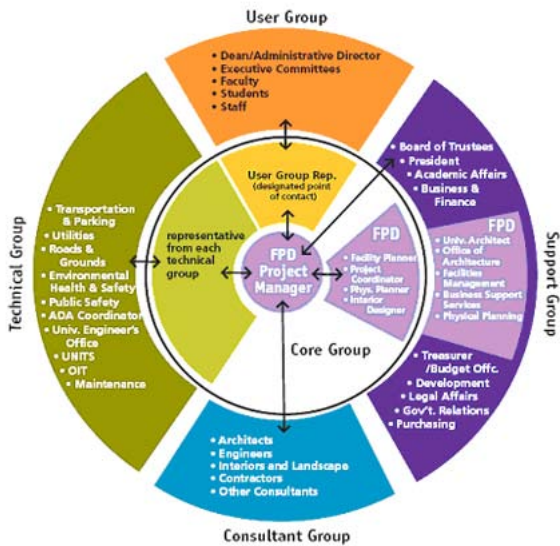 User Group
• Dean/Administrative Director
• Executive Committees
• Faculty
• Students
• Staff
User Group Rep.
(designated point
of contact)
Technical Group
• Transportation
& Parking
• Utilities
• Roads &
Grounds
• Environmental
Health & Safety
• Public Safety
• ADA Coordinator
• Univ. Engineer's
Office
• UNITS
• OIT
• Maintenance
representative
from each
technical
group
FPD
Project
Manager
FPD
• Facility Planner
• Project
Coordinator
• Phys. Planner
• Interior
Designer
Core Group
Support Group
• Board of Trustees
• President
• Academic Affairs
• Business &
Finance
FPD
• Univ. Architect
• Office of
Architecture
• Facilities
Management
• Business Support
Services
• Physical Planning
• Treasurer
/Budget Offc.
• Development
• Legal Affairs
• Gov't. Relations
• Purchasing
• Architects
• Engineers
• Interiors and Landscape
• Contractors
• Other Consultants
Consultant Group